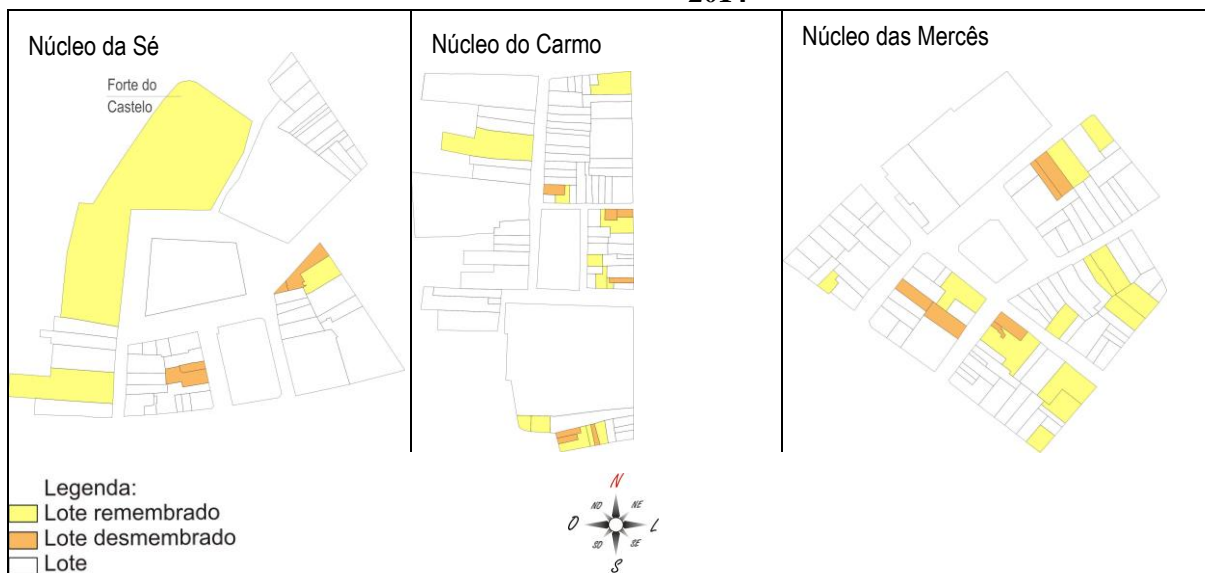 2014
Núcleo da Sé
Núcleo do Carmo
Núcleo das Mercês
Forte do
Castelo
Legenda:
Lote remembrado
Lote desmembrado
Lote
N
NO
NE
O
L
SO
SE
S